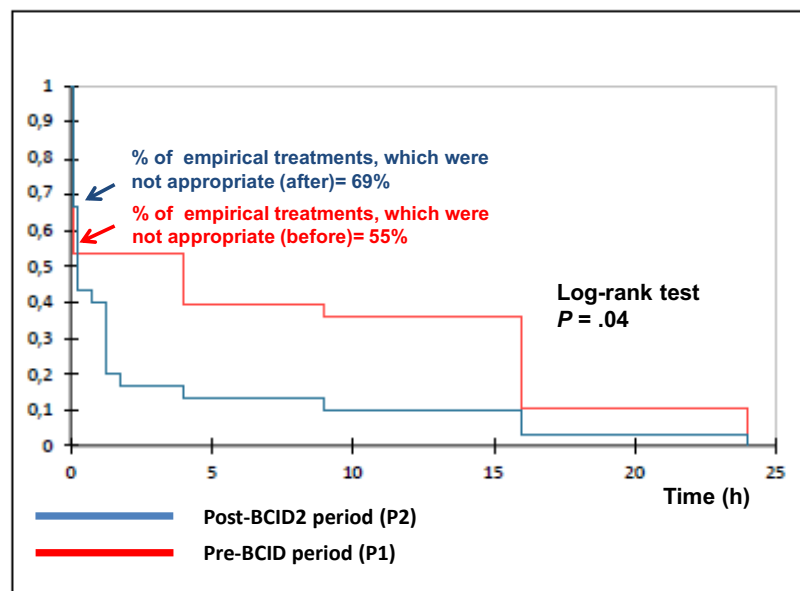 1
0,9
0,8
0,7
0,6
0,5
0,4
0,3
0,2
0,1
0
% of empirical treatments, which were
not appropriate (after)= 69%
% of empirical treatments, which were
not appropriate (before)= 55%
Log-rank test
P = .04
0 5 10 15 20 25
Time (h)
Post-BCID2 period (P2)
Pre-BCID period (P1)